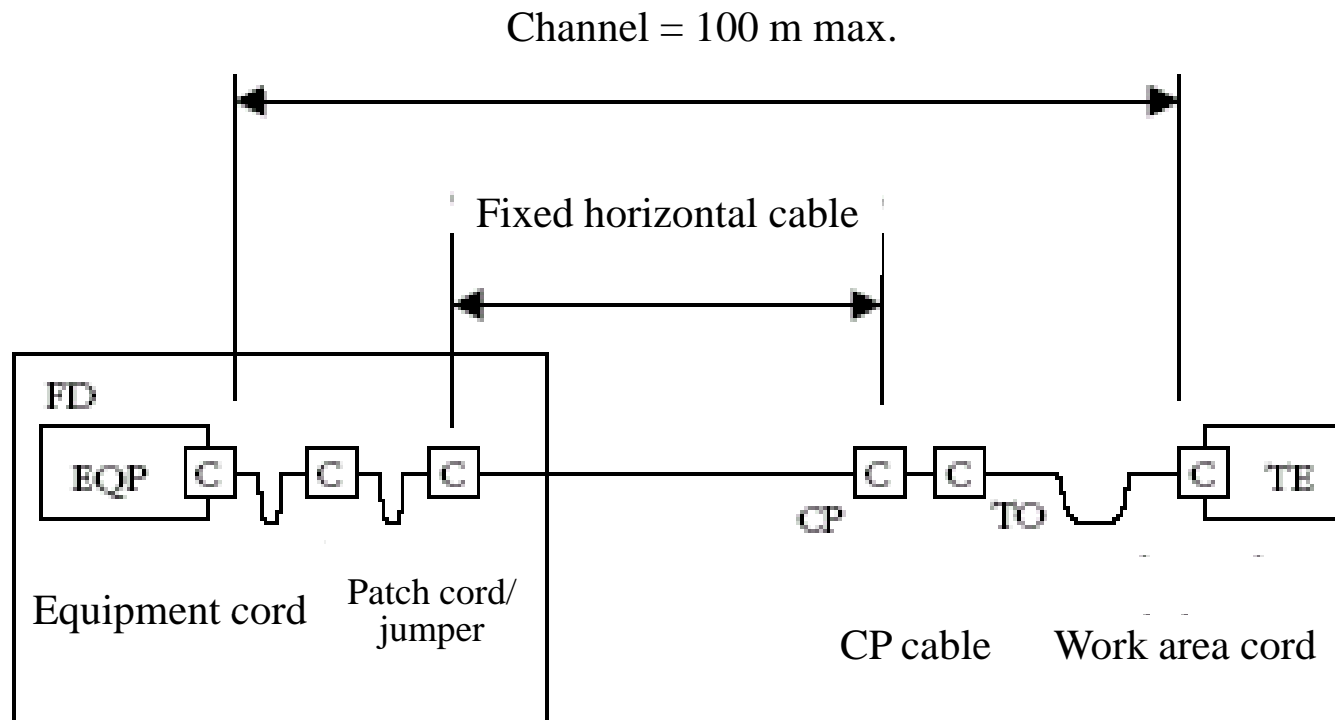 Channel = 100 m max.
Fixed horizontal cable
FD
EQP
C
C
C
C
C
C
TE
CP
TO
Equipment cord
Patch cord/
jumper
CP cable
Work area cord